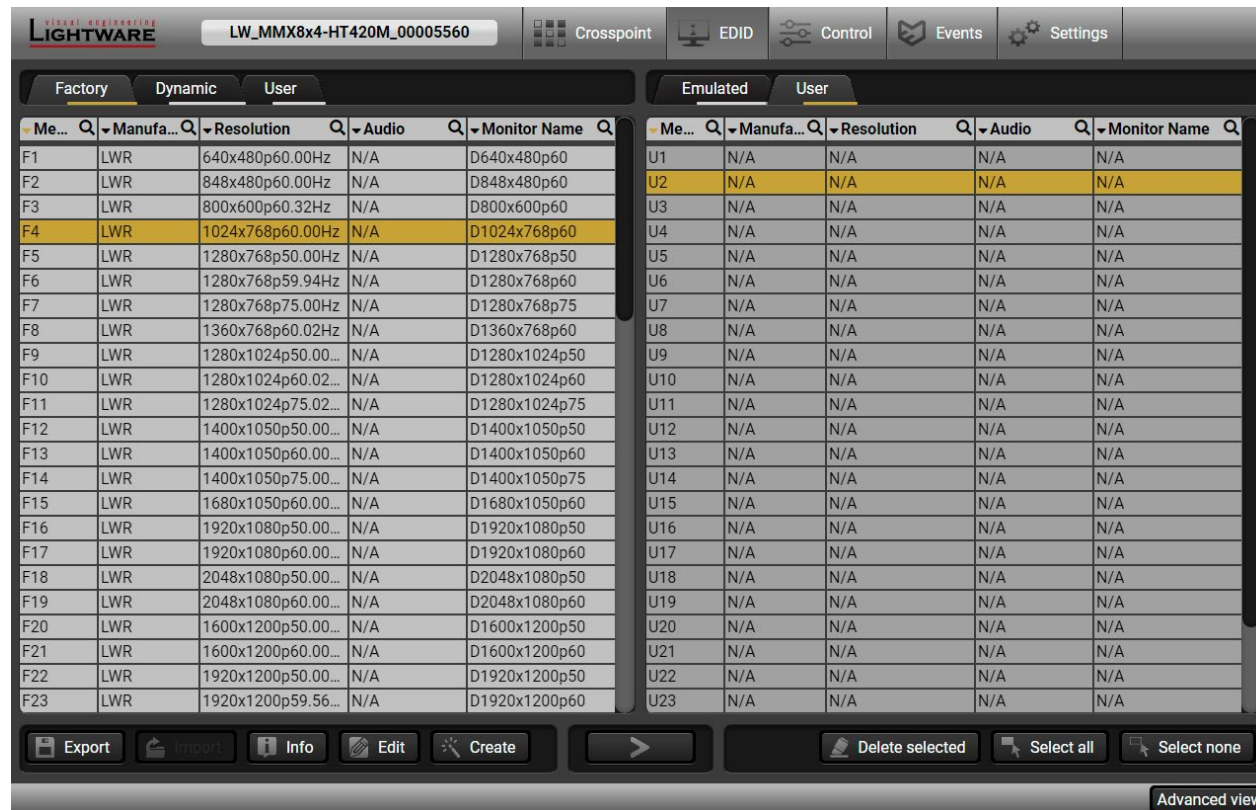 visual engineering
LIGHTWARE
LW_MMX8x4-HT420M_00005560
Crosspoint EDID Control Events Settings
Factory Dynamic User
Emulated User
Me... Manufa... Resolution Audio Monitor Name
F1 LWR 640x480p60.00Hz N/A D640x480p60
F2 LWR 848x480p60.00Hz N/A D848x480p60
F3 LWR 800x600p60.32Hz N/A D800x600p60
F4 LWR 1024x768p60.00Hz N/A D1024x768p60
F5 LWR 1280x768p50.00Hz N/A D1280x768p50
F6 LWR 1280x768p59.94Hz N/A D1280x768p60
F7 LWR 1280x768p75.00Hz N/A D1280x768p75
F8 LWR 1360x768p60.02Hz N/A D1360x768p60
F9 LWR 1280x1024p50.00... N/A D1280x1024p50
F10 LWR 1280x1024p60.02... N/A D1280x1024p60
F11 LWR 1280x1024p75.02... N/A D1280x1024p75
F12 LWR 1400x1050p50.00... N/A D1400x1050p50
F13 LWR 1400x1050p60.00... N/A D1400x1050p60
F14 LWR 1400x1050p75.00... N/A D1400x1050p75
F15 LWR 1680x1050p60.00... N/A D1680x1050p60
F16 LWR 1920x1080p50.00... N/A D1920x1080p50
F17 LWR 1920x1080p60.00... N/A D1920x1080p60
F18 LWR 2048x1080p50.00... N/A D2048x1080p50
F19 LWR 2048x1080p60.00... N/A D2048x1080p60
F20 LWR 1600x1200p50.00... N/A D1600x1200p50
F21 LWR 1600x1200p60.00... N/A D1600x1200p60
F22 LWR 1920x1200p50.00... N/A D1920x1200p50
F23 LWR 1920x1200p59.56... N/A D1920x1200p60
Me... Manufa... Resolution Audio Monitor Name
U1 N/A N/A N/A N/A
U2 N/A N/A N/A N/A
U3 N/A N/A N/A N/A
U4 N/A N/A N/A N/A
U5 N/A N/A N/A N/A
U6 N/A N/A N/A N/A
U7 N/A N/A N/A N/A
U8 N/A N/A N/A N/A
U9 N/A N/A N/A N/A
U10 N/A N/A N/A N/A
U11 N/A N/A N/A N/A
U12 N/A N/A N/A N/A
U13 N/A N/A N/A N/A
U14 N/A N/A N/A N/A
U15 N/A N/A N/A N/A
U16 N/A N/A N/A N/A
U17 N/A N/A N/A N/A
U18 N/A N/A N/A N/A
U19 N/A N/A N/A N/A
U20 N/A N/A N/A N/A
U21 N/A N/A N/A N/A
U22 N/A N/A N/A N/A
U23 N/A N/A N/A N/A
Export Import Info Edit Create > Delete selected Select all Select none
Advanced view